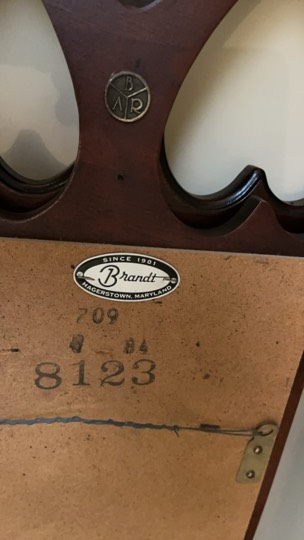 B
A R
SINCE 1901
Brandt
HAGERSTOWN, MARYLAND
709
84
8123